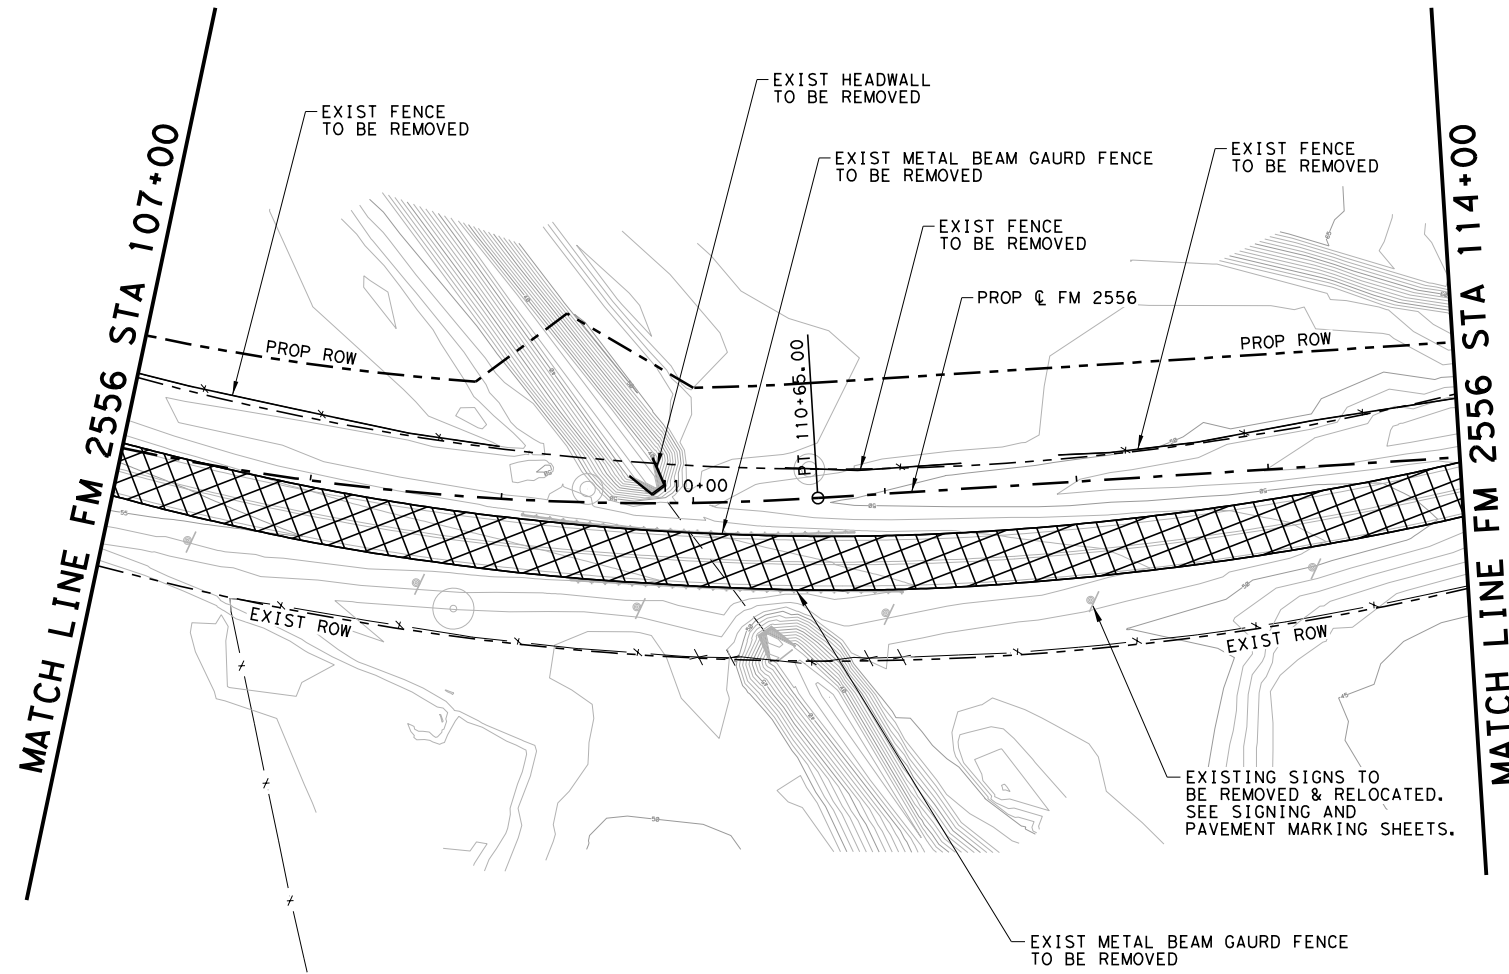 EXIST HEADWALL
TO BE REMOVED
EXIST FENCE
TO BE REMOVED
EXIST METAL BEAM GAURD FENCE
TO BE REMOVED
EXIST FENCE
TO BE REMOVED
EXIST FENCE
TO BE REMOVED
PROP ℄ FM 2556
MATCH LINE FM 2556 STA 107+00
MATCH LINE FM 2556 STA 114+00
PROP ROW
PROP ROW
PT 110+65.00
110+00
EXIST ROW
EXIST ROW
EXISTING SIGNS TO
BE REMOVED & RELOCATED.
SEE SIGNING AND
PAVEMENT MARKING SHEETS.
EXIST METAL BEAM GAURD FENCE
TO BE REMOVED